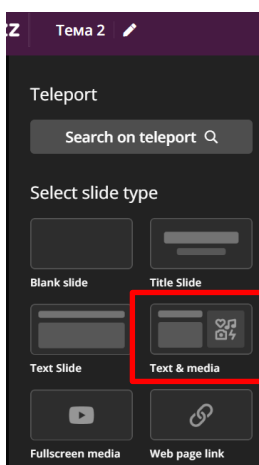 zz Тема 2
Teleport
Search on teleport
Select slide type
Blank slide Title Slide
Text Slide Text & media
Fullscreen media Web page link